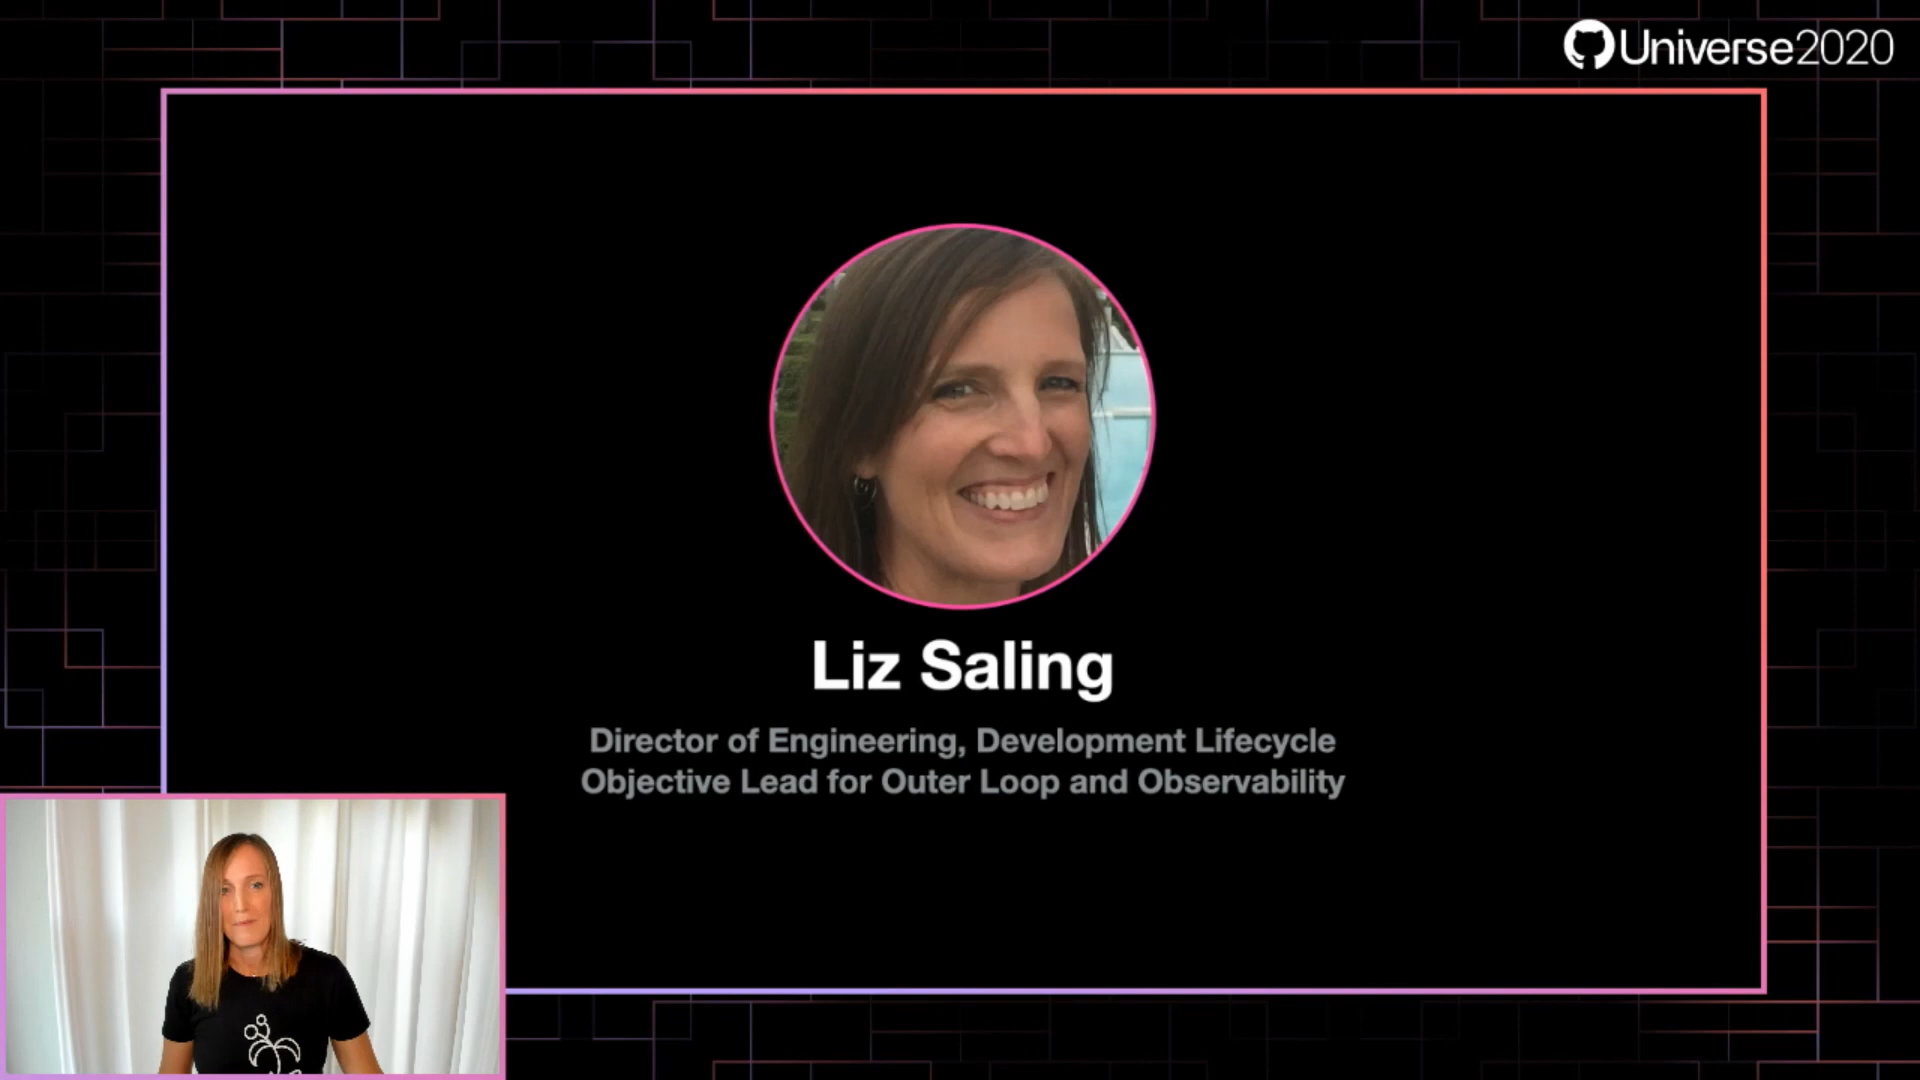 Universe2020
Liz Saling
Director of Engineering, Development Lifecycle
Objective Lead for Outer Loop and Observability